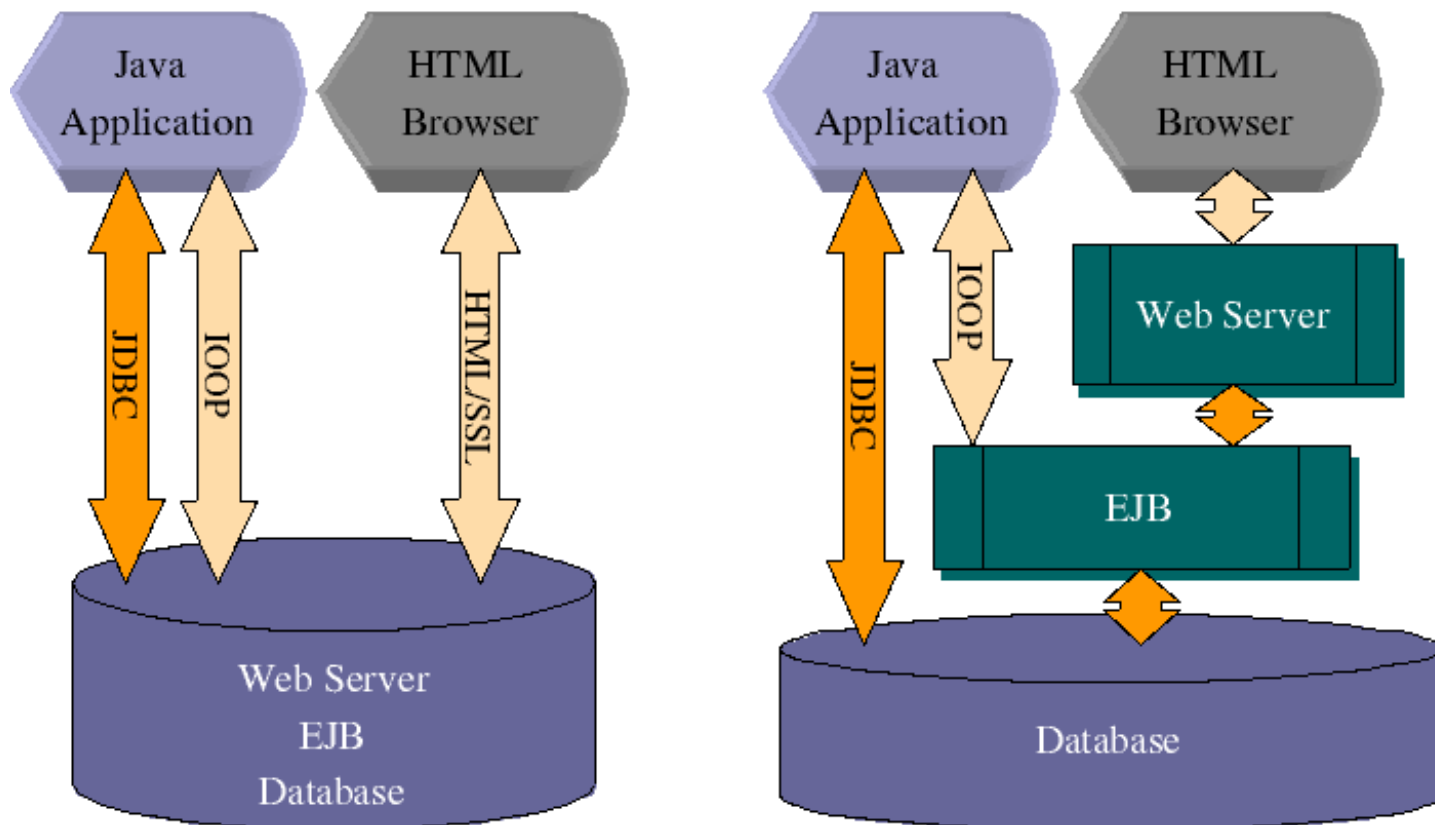 Java
Application
HTML
Browser
JDBC
IOOP
HTML/SSL
Web Server
EJB
Database
Java
Application
HTML
Browser
JDBC
IOOP
Web Server
EJB
Database